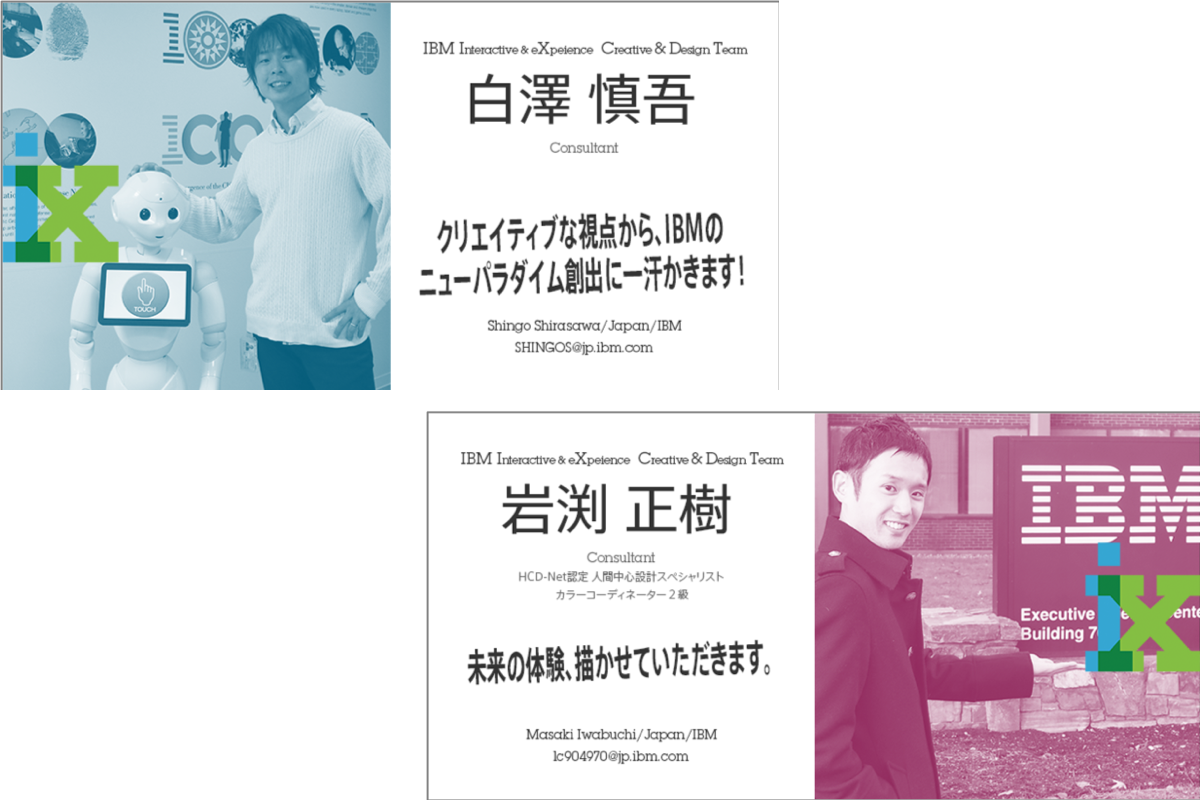 IBM Interactive & eXpeience Creative & Design Team
白澤 慎吾
Consultant
クリエイティブな視点から、IBMの
ニューパラダイム創出に一汗かきます!
Shingo Shirasawa/Japan/IBM
SHINGOS@jp.ibm.com
ix
TOUCH
IBM Interactive & eXpeience Creative & Design Team
岩渕 正樹
Consultant
HCD-Net認定 人間中心設計スペシャリスト
カラーコーディネーター2級
未来の体験、描かせていただきます。
Masaki Iwabuchi/Japan/IBM
lc904970@jp.ibm.com
IBM
Executive
Building
ix